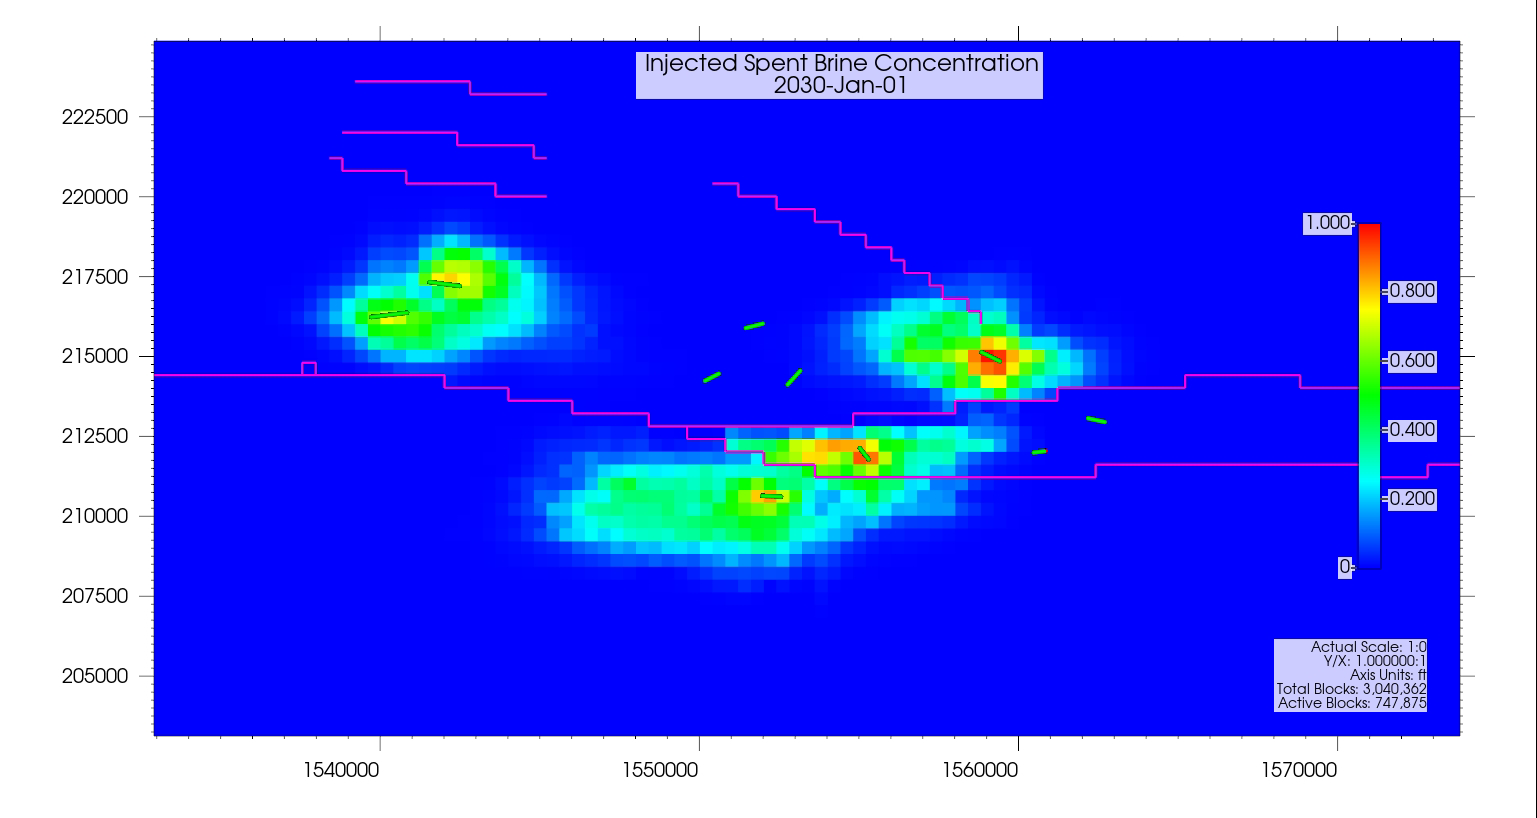 Injected Spent Brine Concentration
2030-Jan-01
222500
220000
217500
215000
212500
210000
207500
205000
1.000
0.800
0.600
0.400
0.200
0
Actual Scale: 1:0
Y/X: 1.000000:1
Axis Units: ft
Total Blocks: 3,040,362
Active Blocks: 747,875
1540000
1550000
1560000
1570000